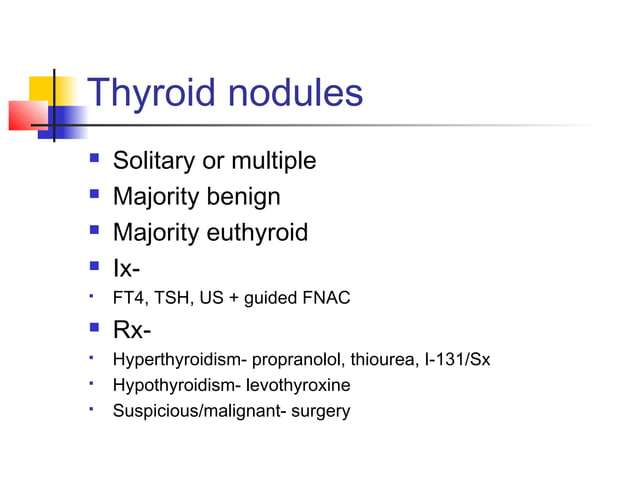 Thyroid nodules
Solitary or multiple
Majority benign
Majority euthyroid
Ix-
FT4, TSH, US + guided FNAC
Rx-
Hyperthyroidism- propranolol, thiourea, I-131/Sx
Hypothyroidism- levothyroxine
Suspicious/malignant- surgery